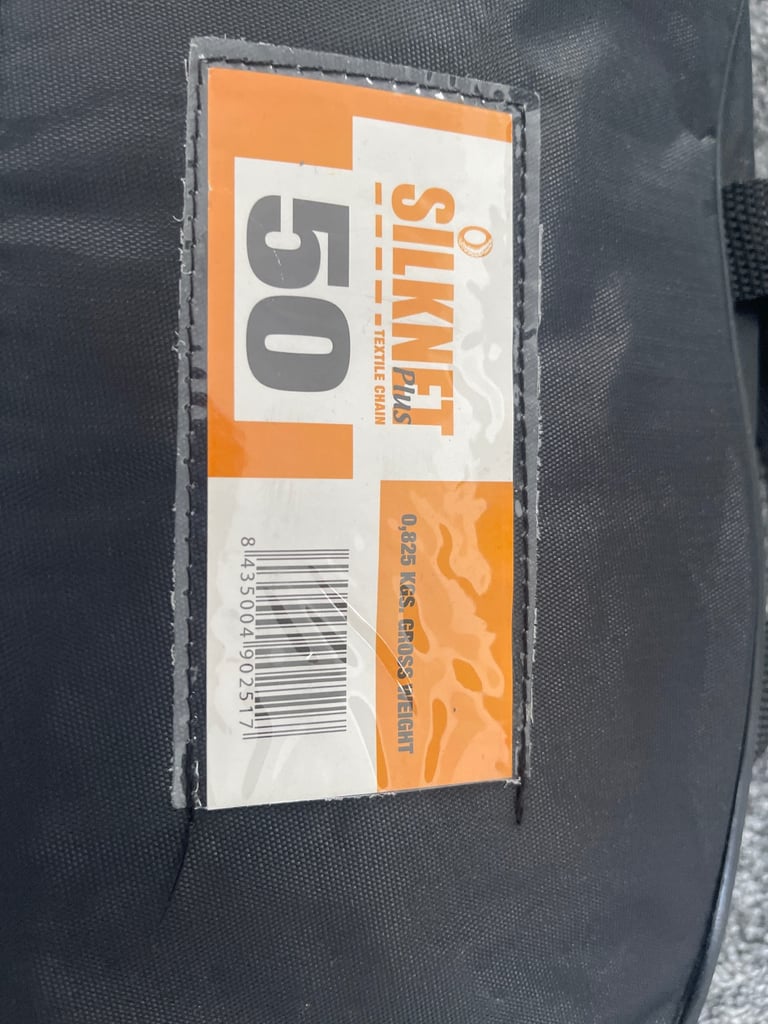 SILKNET
Plus
TEXTILE CHAIN
50
0,825 KGS. GROSS WEIGHT
8 435004 902517